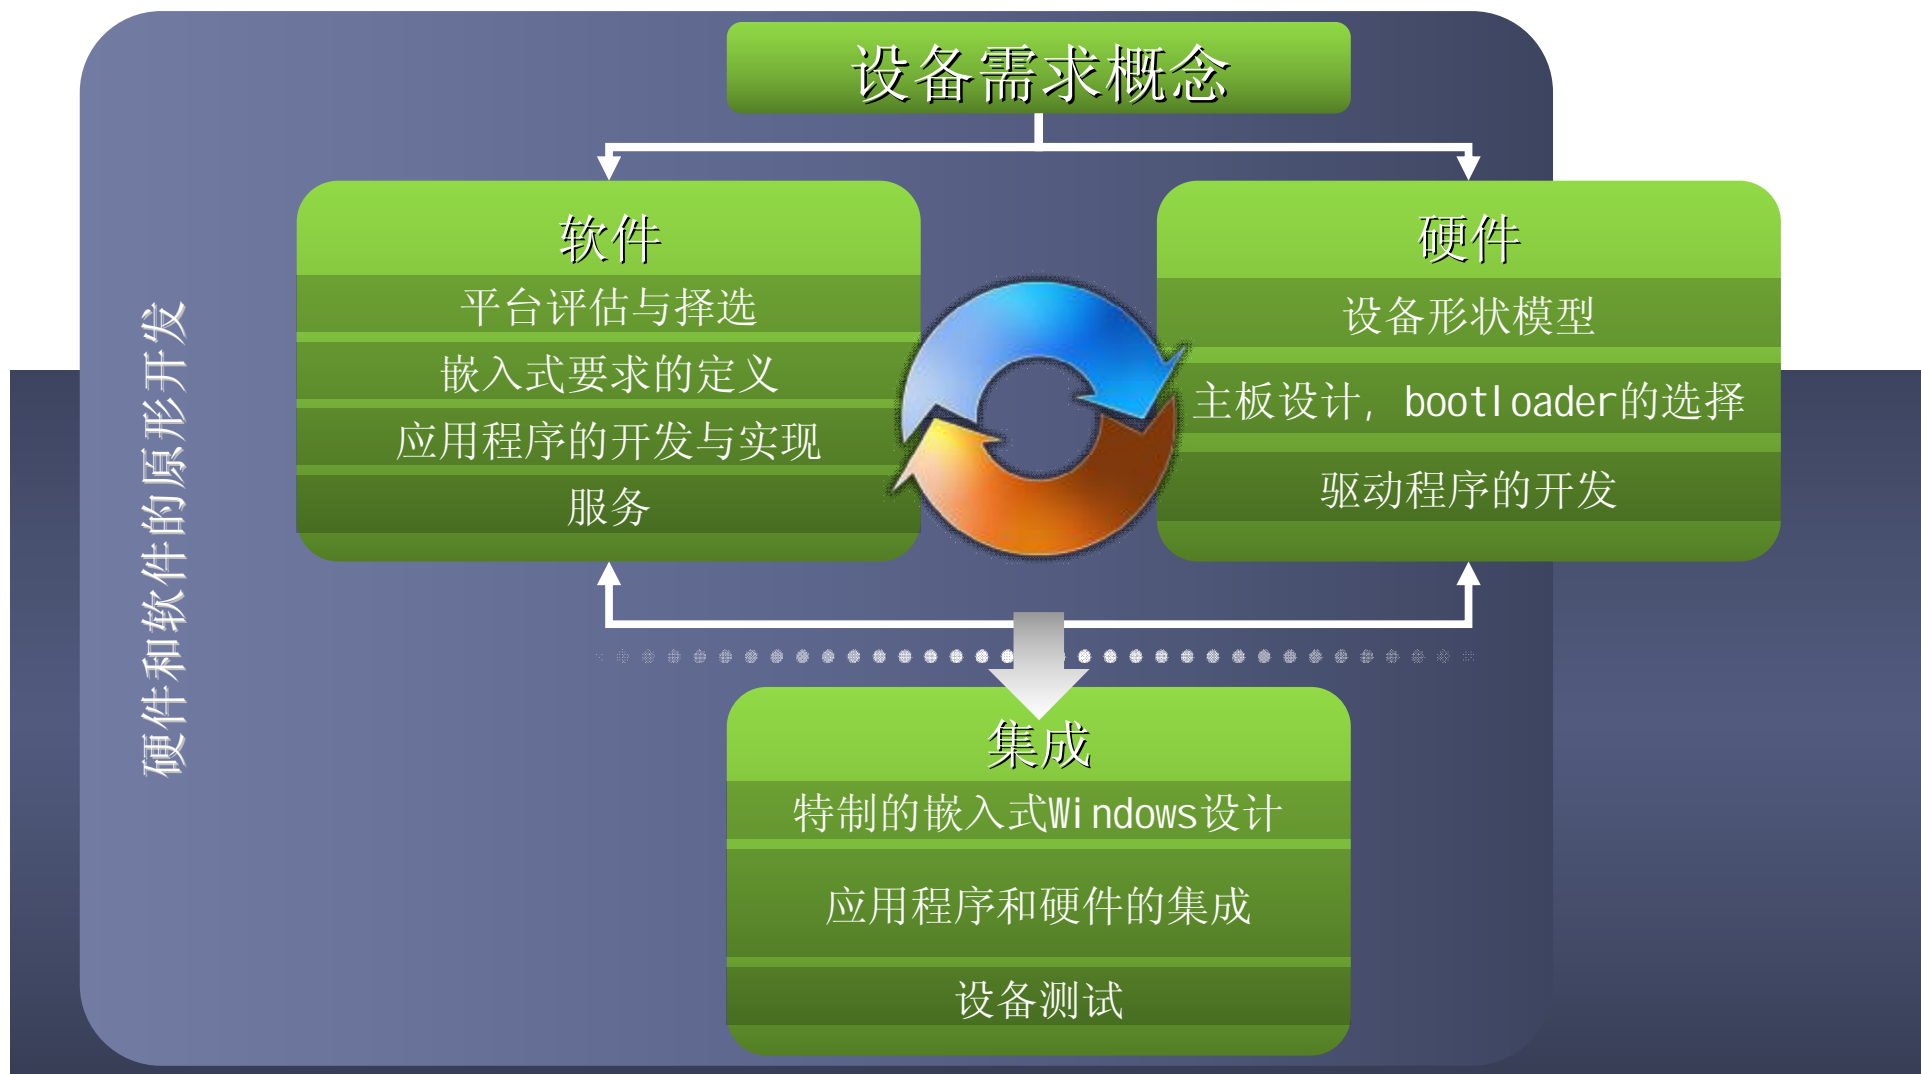 设备需求概念
硬件和软件的原形开发
软件
平台评估与择选
嵌入式要求的定义
应用程序的开发与实现
服务
硬件
设备形状模型
主板设计, bootloader的选择
驱动程序的开发
集成
特制的嵌入式Windows设计
应用程序和硬件的集成
设备测试